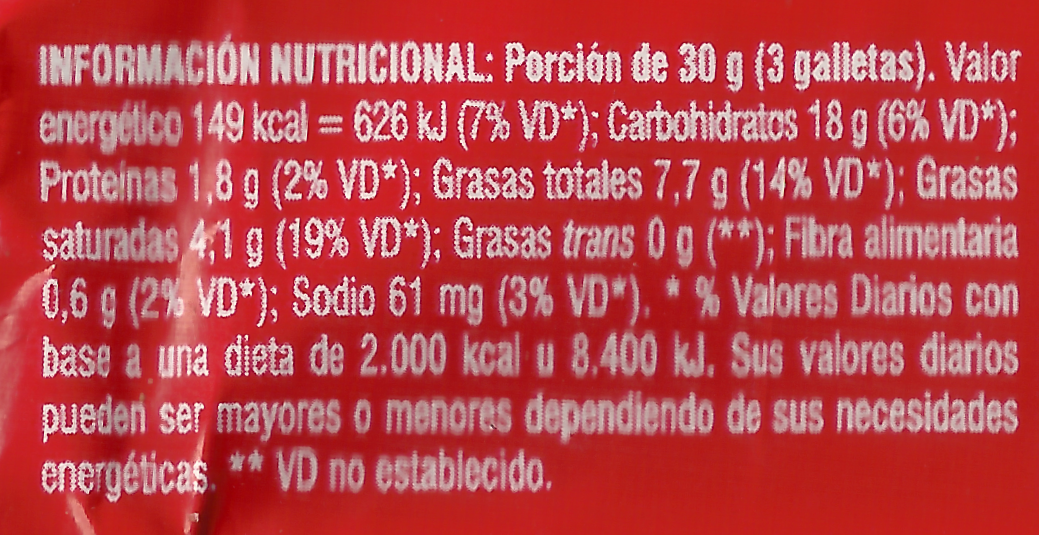 INFORMACIÓN NUTRICIONAL: Porción de 30 g (3 galletas). Valor
energético 149 kcal = 626 kJ (7% VD*); Carbohidratos 18 g (6% VD*);
Proteínas 1,8 g (2% VD*); Grasas totales 7,7 g (14% VD*); Grasas
saturadas 4,1 g (19% VD*); Grasas trans 0 g (**); Fibra alimentaria
0,6 g (2% VD*); Sodio 61 mg (3% VD*). * % Valores Diarios con
base a una dieta de 2.000 kcal u 8.400 kJ. Sus valores diarios
pueden ser mayores o menores dependiendo de sus necesidades
energéticas. ** VD no establecido.